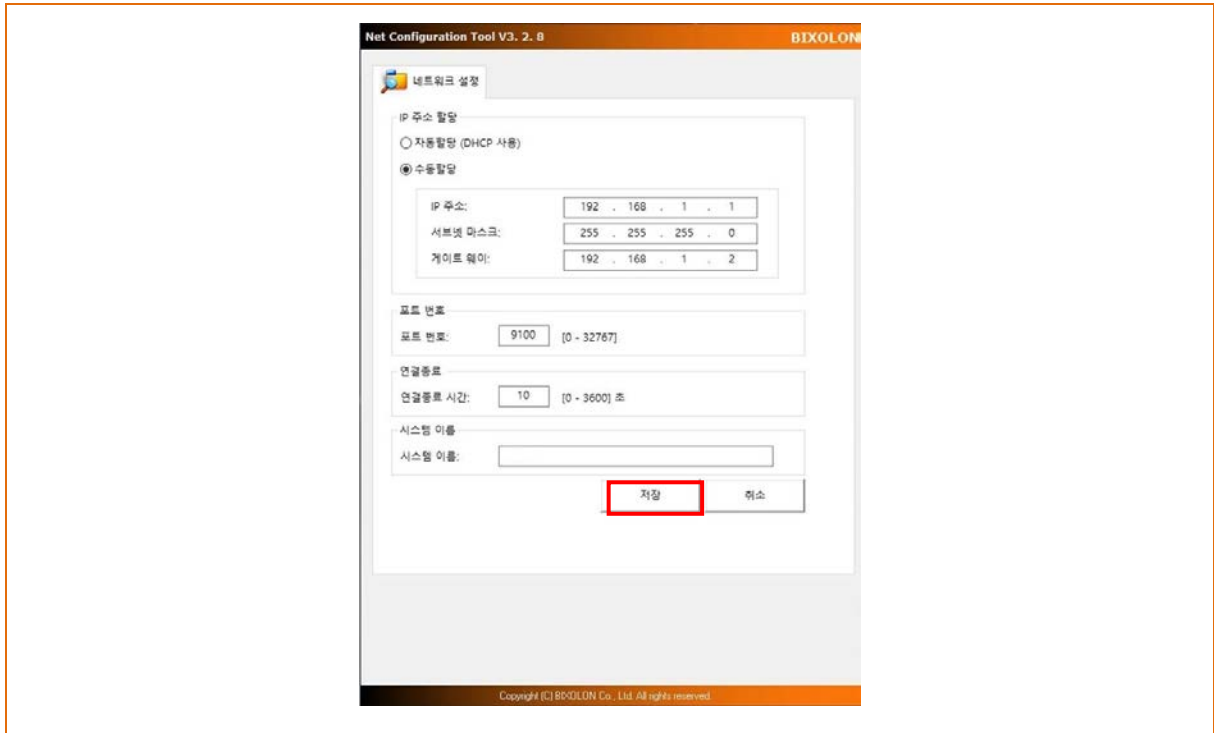 Net Configuration Tool V3. 2. 8 BIXOLON
네트워크 설정
IP 주소 할당
자동할당 (DHCP 사용)
수동할당
IP 주소: 192 . 168 . 1 . 1
서브넷 마스크: 255 . 255 . 255 . 0
게이트 웨이: 192 . 168 . 1 . 2
포트 번호
포트 번호: 9100 [0 - 32767]
연결종료
연결종료 시간: 10 [0 - 3600] 초
시스템 이름
시스템 이름:
저장 취소
Copyright (C) BIXOLON Co., Ltd. All rights reserved.